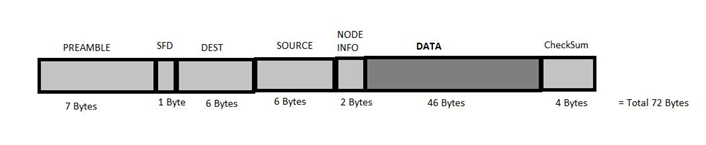 PREAMBLE SFD DEST SOURCE NODE INFO DATA CheckSum
7 Bytes 1 Byte 6 Bytes 6 Bytes 2 Bytes 46 Bytes 4 Bytes = Total 72 Bytes